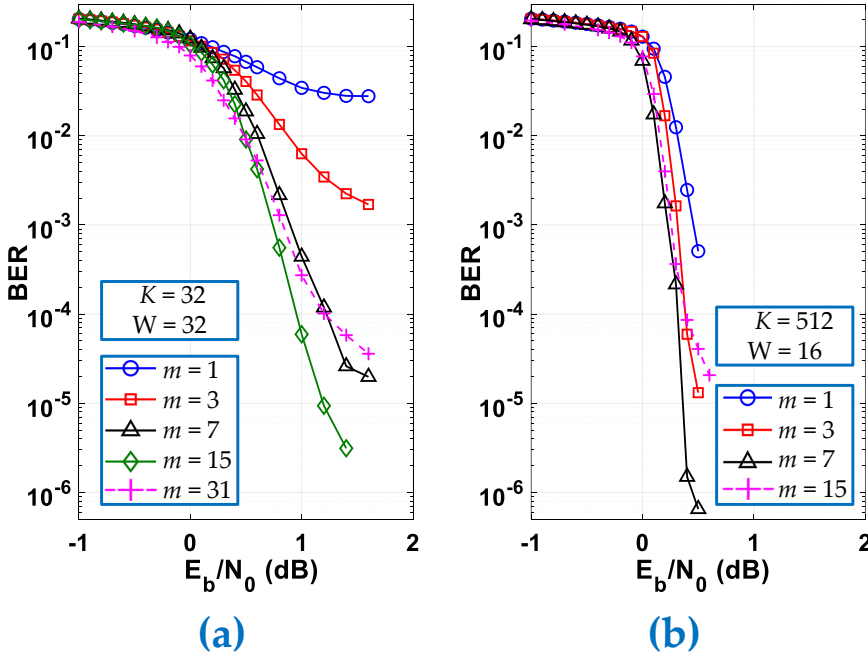 10^-1
10^-2
10^-3
10^-4
10^-5
10^-6
BER
K = 32
W = 32
m = 1
m = 3
m = 7
m = 15
m = 31
-1 0 1 2
E_b/N_0 (dB)
(a)
10^-1
10^-2
10^-3
10^-4
10^-5
10^-6
BER
K = 512
W = 16
m = 1
m = 3
m = 7
m = 15
-1 0 1 2
E_b/N_0 (dB)
(b)